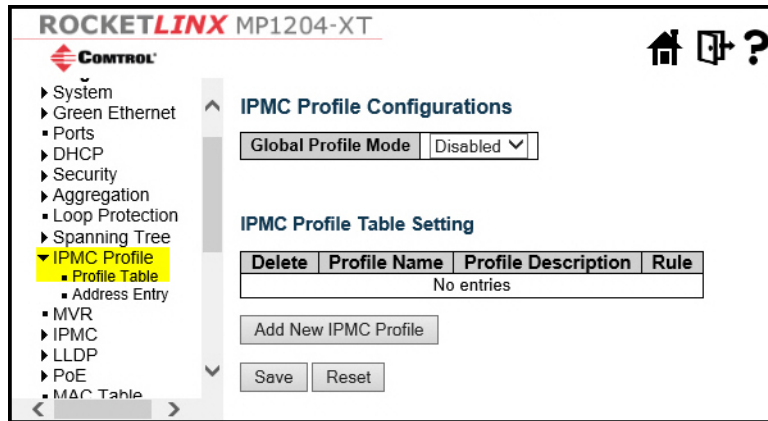 ROCKETLINX MP1204-XT
COMTROL
System
Green Ethernet
Ports
DHCP
Security
Aggregation
Loop Protection
Spanning Tree
IPMC Profile
Profile Table
Address Entry
MVR
IPMC
LLDP
PoE
MAC Table
?
IPMC Profile Configurations
Global Profile Mode Disabled
IPMC Profile Table Setting
Delete Profile Name Profile Description Rule
No entries
Add New IPMC Profile
Save Reset